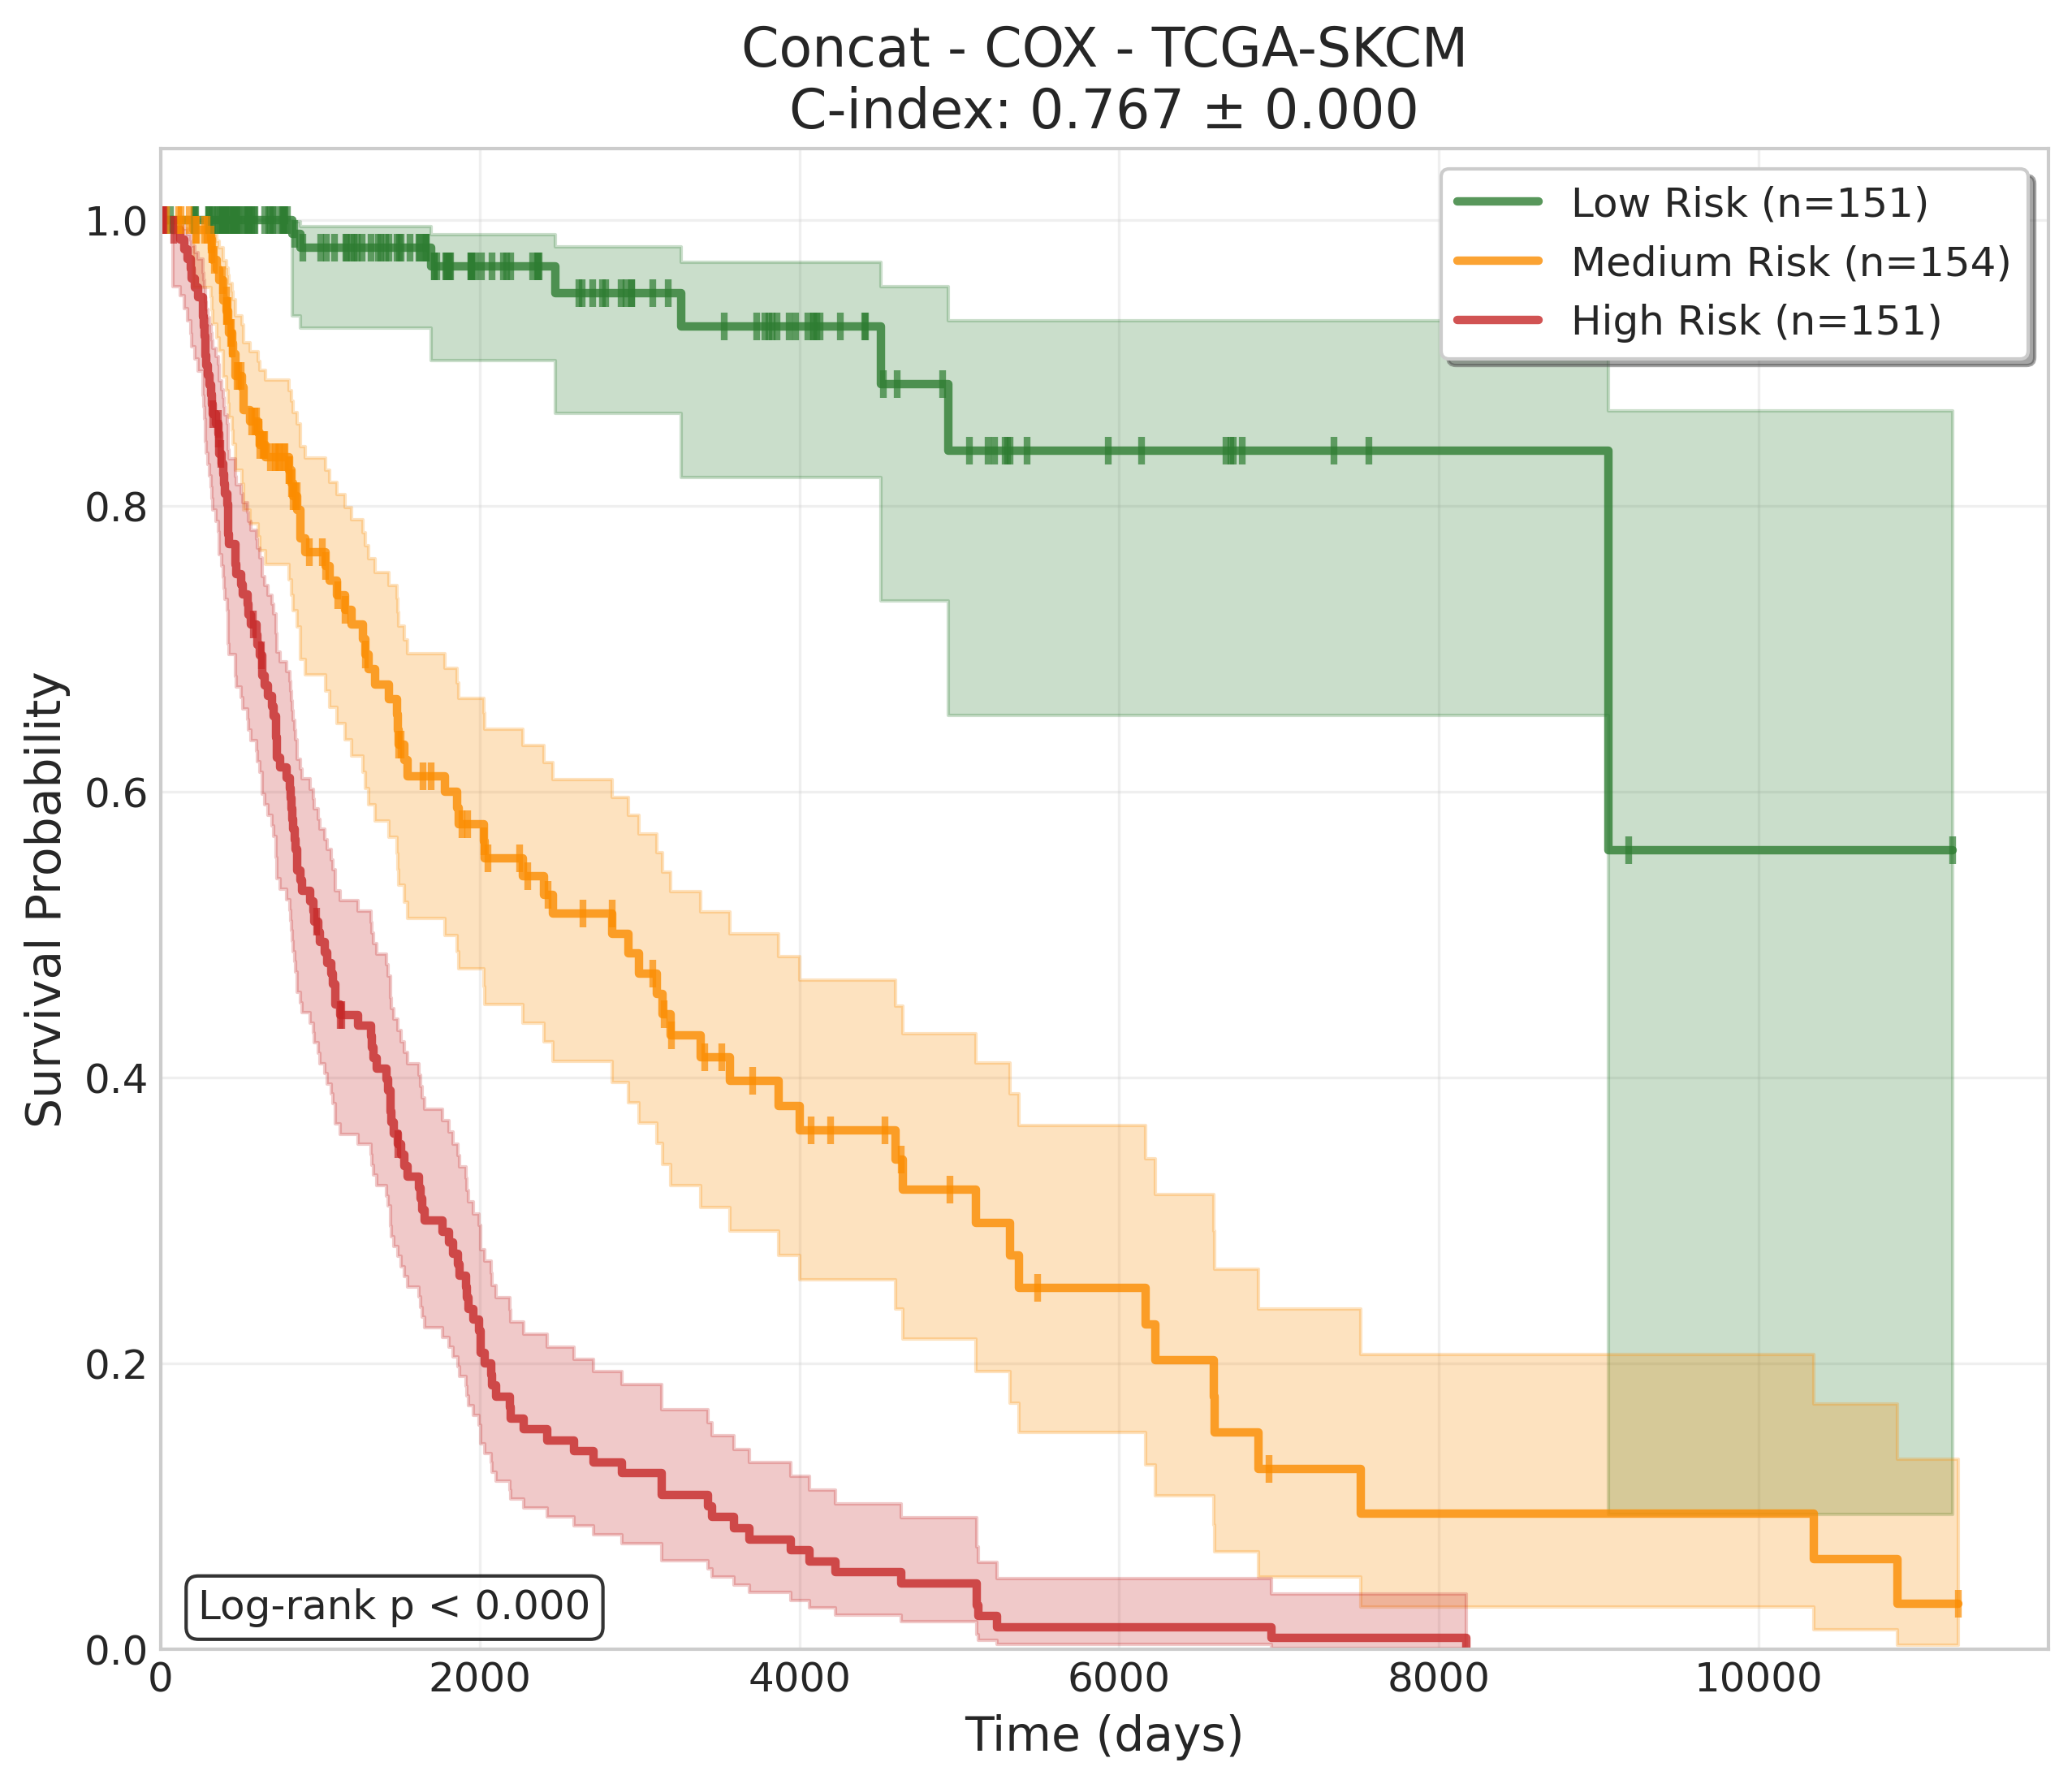 Concat - COX - TCGA-SKCM
C-index: 0.767 ± 0.000
Low Risk (n=151)
Medium Risk (n=154)
High Risk (n=151)
Survival Probability
1.0
0.8
0.6
0.4
0.2
0.0
Log-rank p < 0.000
0
2000
4000
6000
8000
10000
Time (days)